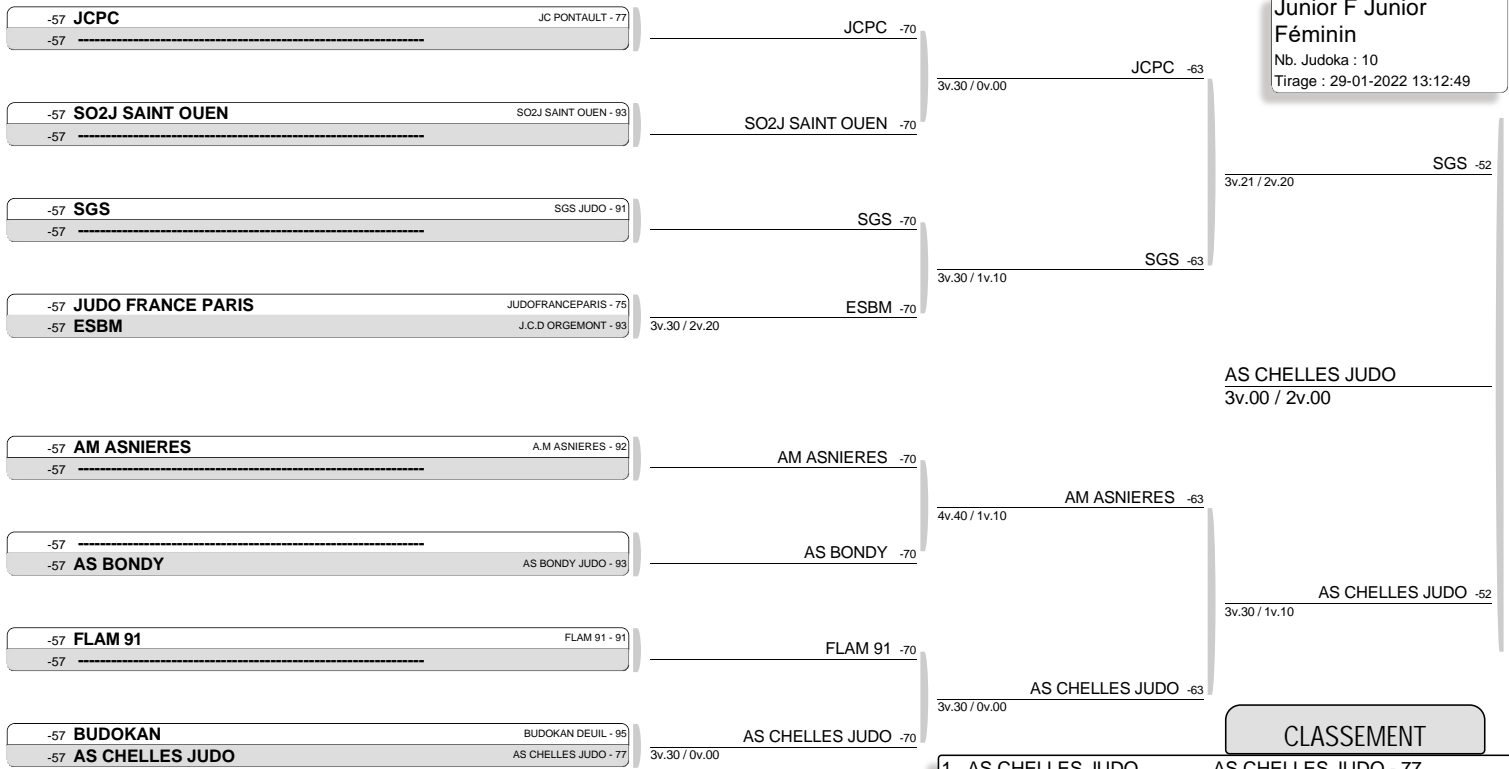 Junior F Junior
Féminin
Nb. Judoka : 10
Tirage : 29-01-2022 13:12:49
-57 JCPC JC PONTAULT - 77
-57 ----------------------------------------------------------------
-57 SO2J SAINT OUEN SO2J SAINT OUEN - 93
-57 ----------------------------------------------------------------
-57 SGS SGS JUDO - 91
-57 ----------------------------------------------------------------
-57 JUDO FRANCE PARIS JUDOFRANCEPARIS - 75
-57 ESBM J.C.D ORGEMONT - 93
-57 AM ASNIERES A.M ASNIERES - 92
-57 ----------------------------------------------------------------
-57 ----------------------------------------------------------------
-57 AS BONDY AS BONDY JUDO - 93
-57 FLAM 91 FLAM 91 - 91
-57 ----------------------------------------------------------------
-57 BUDOKAN BUDOKAN DEUIL - 95
-57 AS CHELLES JUDO AS CHELLES JUDO - 77
JCPC -70
SO2J SAINT OUEN -70
SGS -70
ESBM -70
3v.30 / 2v.20
AM ASNIERES -70
AS BONDY -70
FLAM 91 -70
AS CHELLES JUDO -70
3v.30 / 0v.00
JCPC -63
3v.30 / 0v.00
SGS -63
3v.30 / 1v.10
AM ASNIERES -63
4v.40 / 1v.10
AS CHELLES JUDO -63
3v.30 / 0v.00
SGS -52
3v.21 / 2v.20
AS CHELLES JUDO
3v.00 / 2v.00
AS CHELLES JUDO -52
3v.30 / 1v.10
CLASSEMENT
1 AS CHELLES JUDO AS CHELLES JUDO - 77